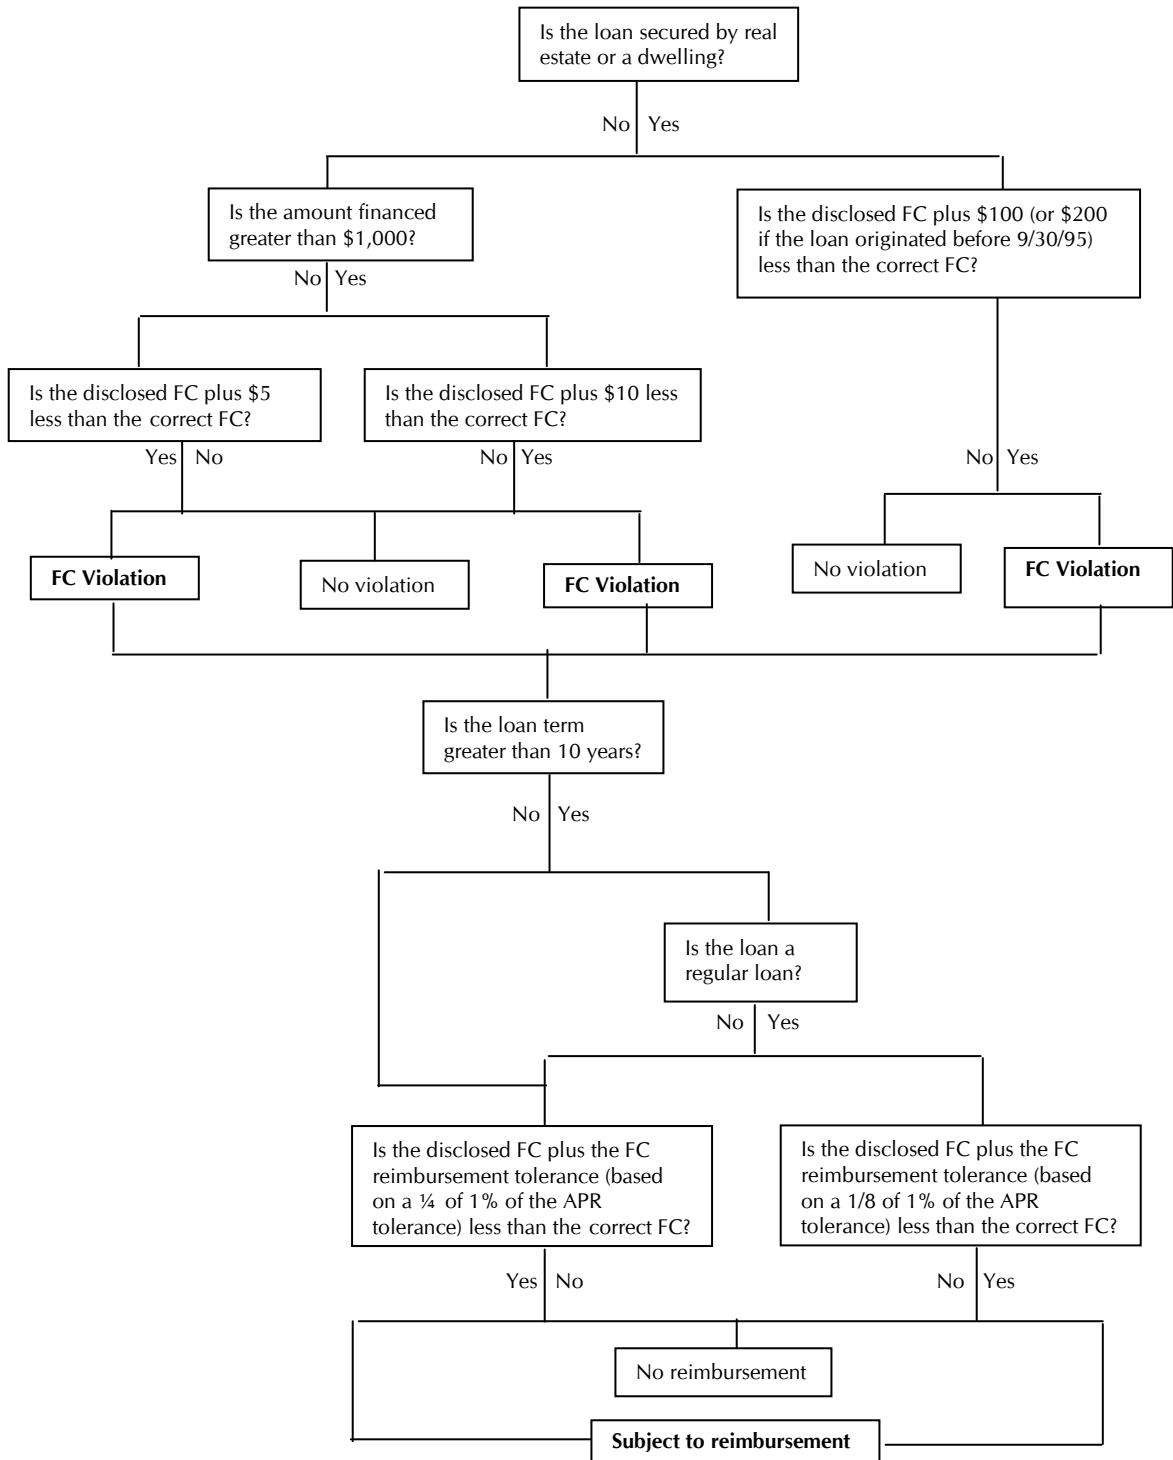 Is the loan secured by real
estate or a dwelling?
No Yes
Is the amount financed
greater than $1,000?
Is the disclosed FC plus $100 (or $200
if the loan originated before 9/30/95)
less than the correct FC?
No Yes
Is the disclosed FC plus $5
less than the correct FC?
Is the disclosed FC plus $10 less
than the correct FC?
Yes No
No Yes
No Yes
FC Violation
No violation
FC Violation
No violation
FC Violation
Is the loan term
greater than 10 years?
No Yes
Is the loan a
regular loan?
No Yes
Is the disclosed FC plus the FC
reimbursement tolerance (based
on a ¼ of 1% of the APR
tolerance) less than the correct FC?
Is the disclosed FC plus the FC
reimbursement tolerance (based
on a 1/8 of 1% of the APR
tolerance) less than the correct FC?
Yes No
No Yes
No reimbursement
Subject to reimbursement